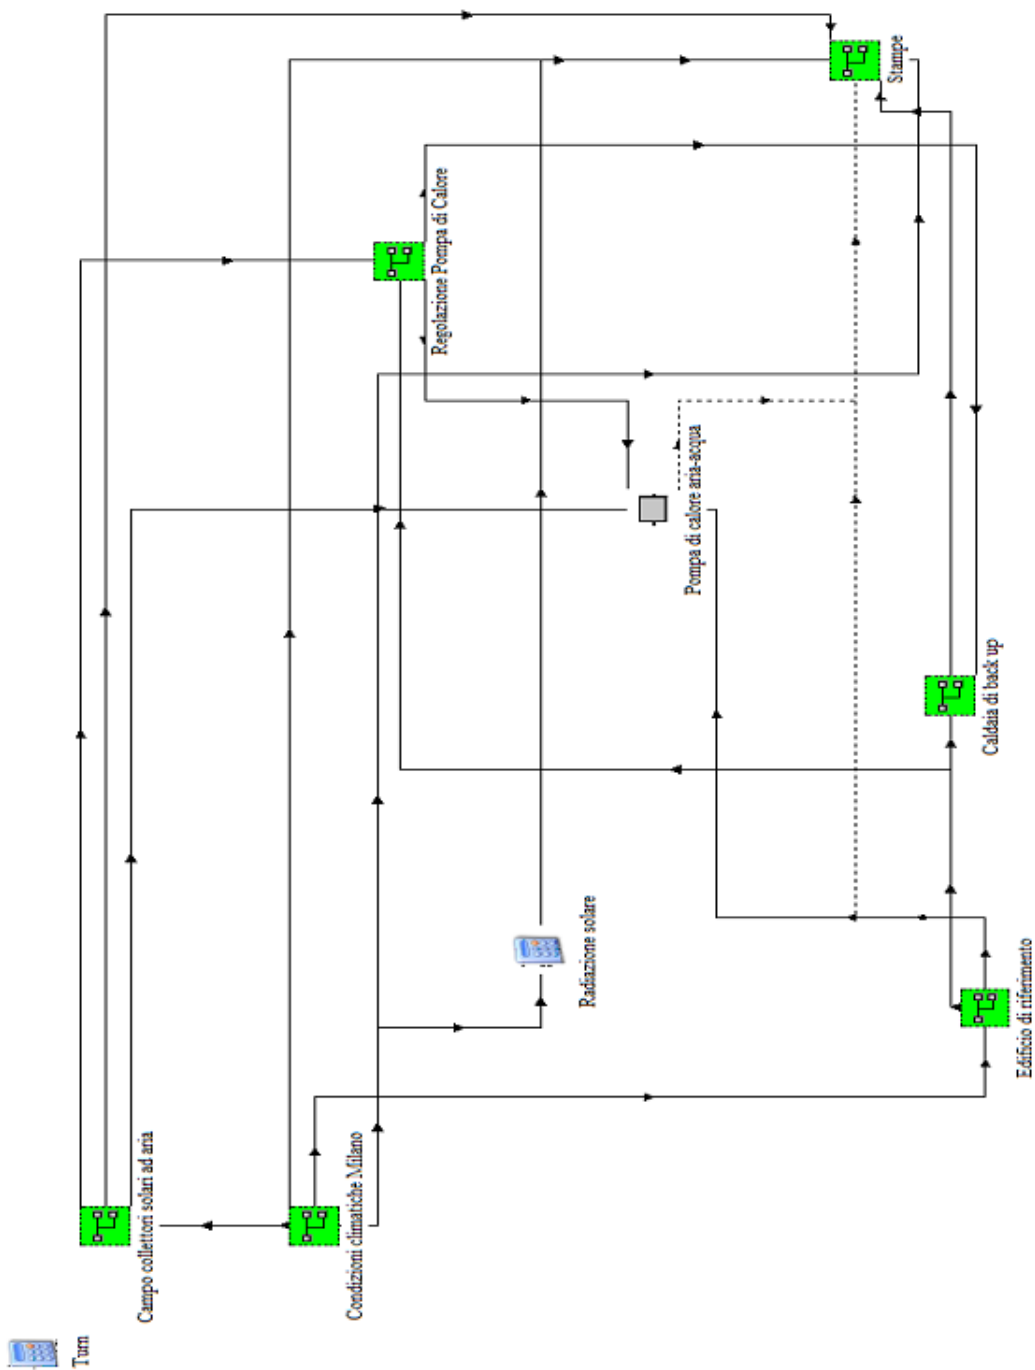 Turn
Campo collettori solari ad aria
Condizioni climatiche Milano
Radiazione solare
Edificio di riferimento
Caldaia di back up
Pompa di calore aria-acqua
Regolazione Pompa di Calore
Stampe